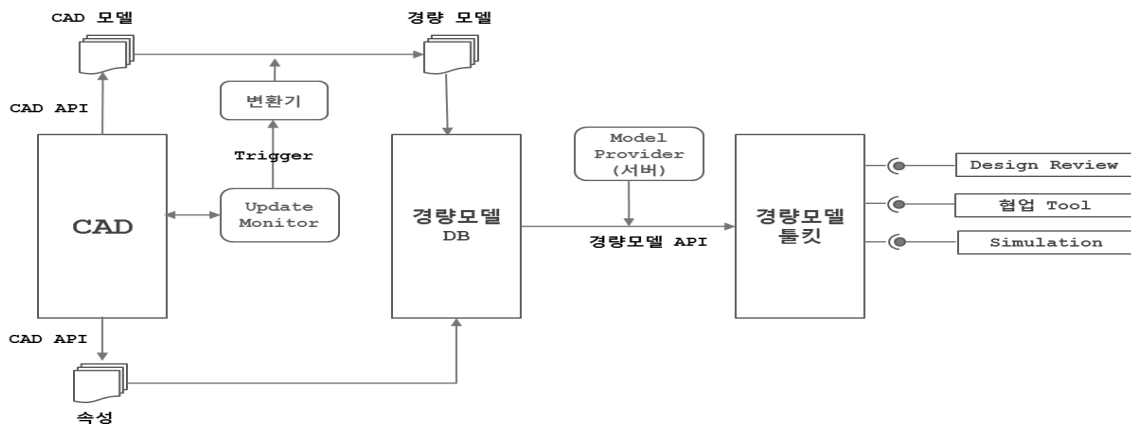 CAD 모델
경량 모델
CAD API
변환기
Trigger
CAD
Update
Monitor
경량모델
DB
Model
Provider
(서버)
경량모델 API
경량모델
툴킷
Design Review
협업 Tool
Simulation
CAD API
속성